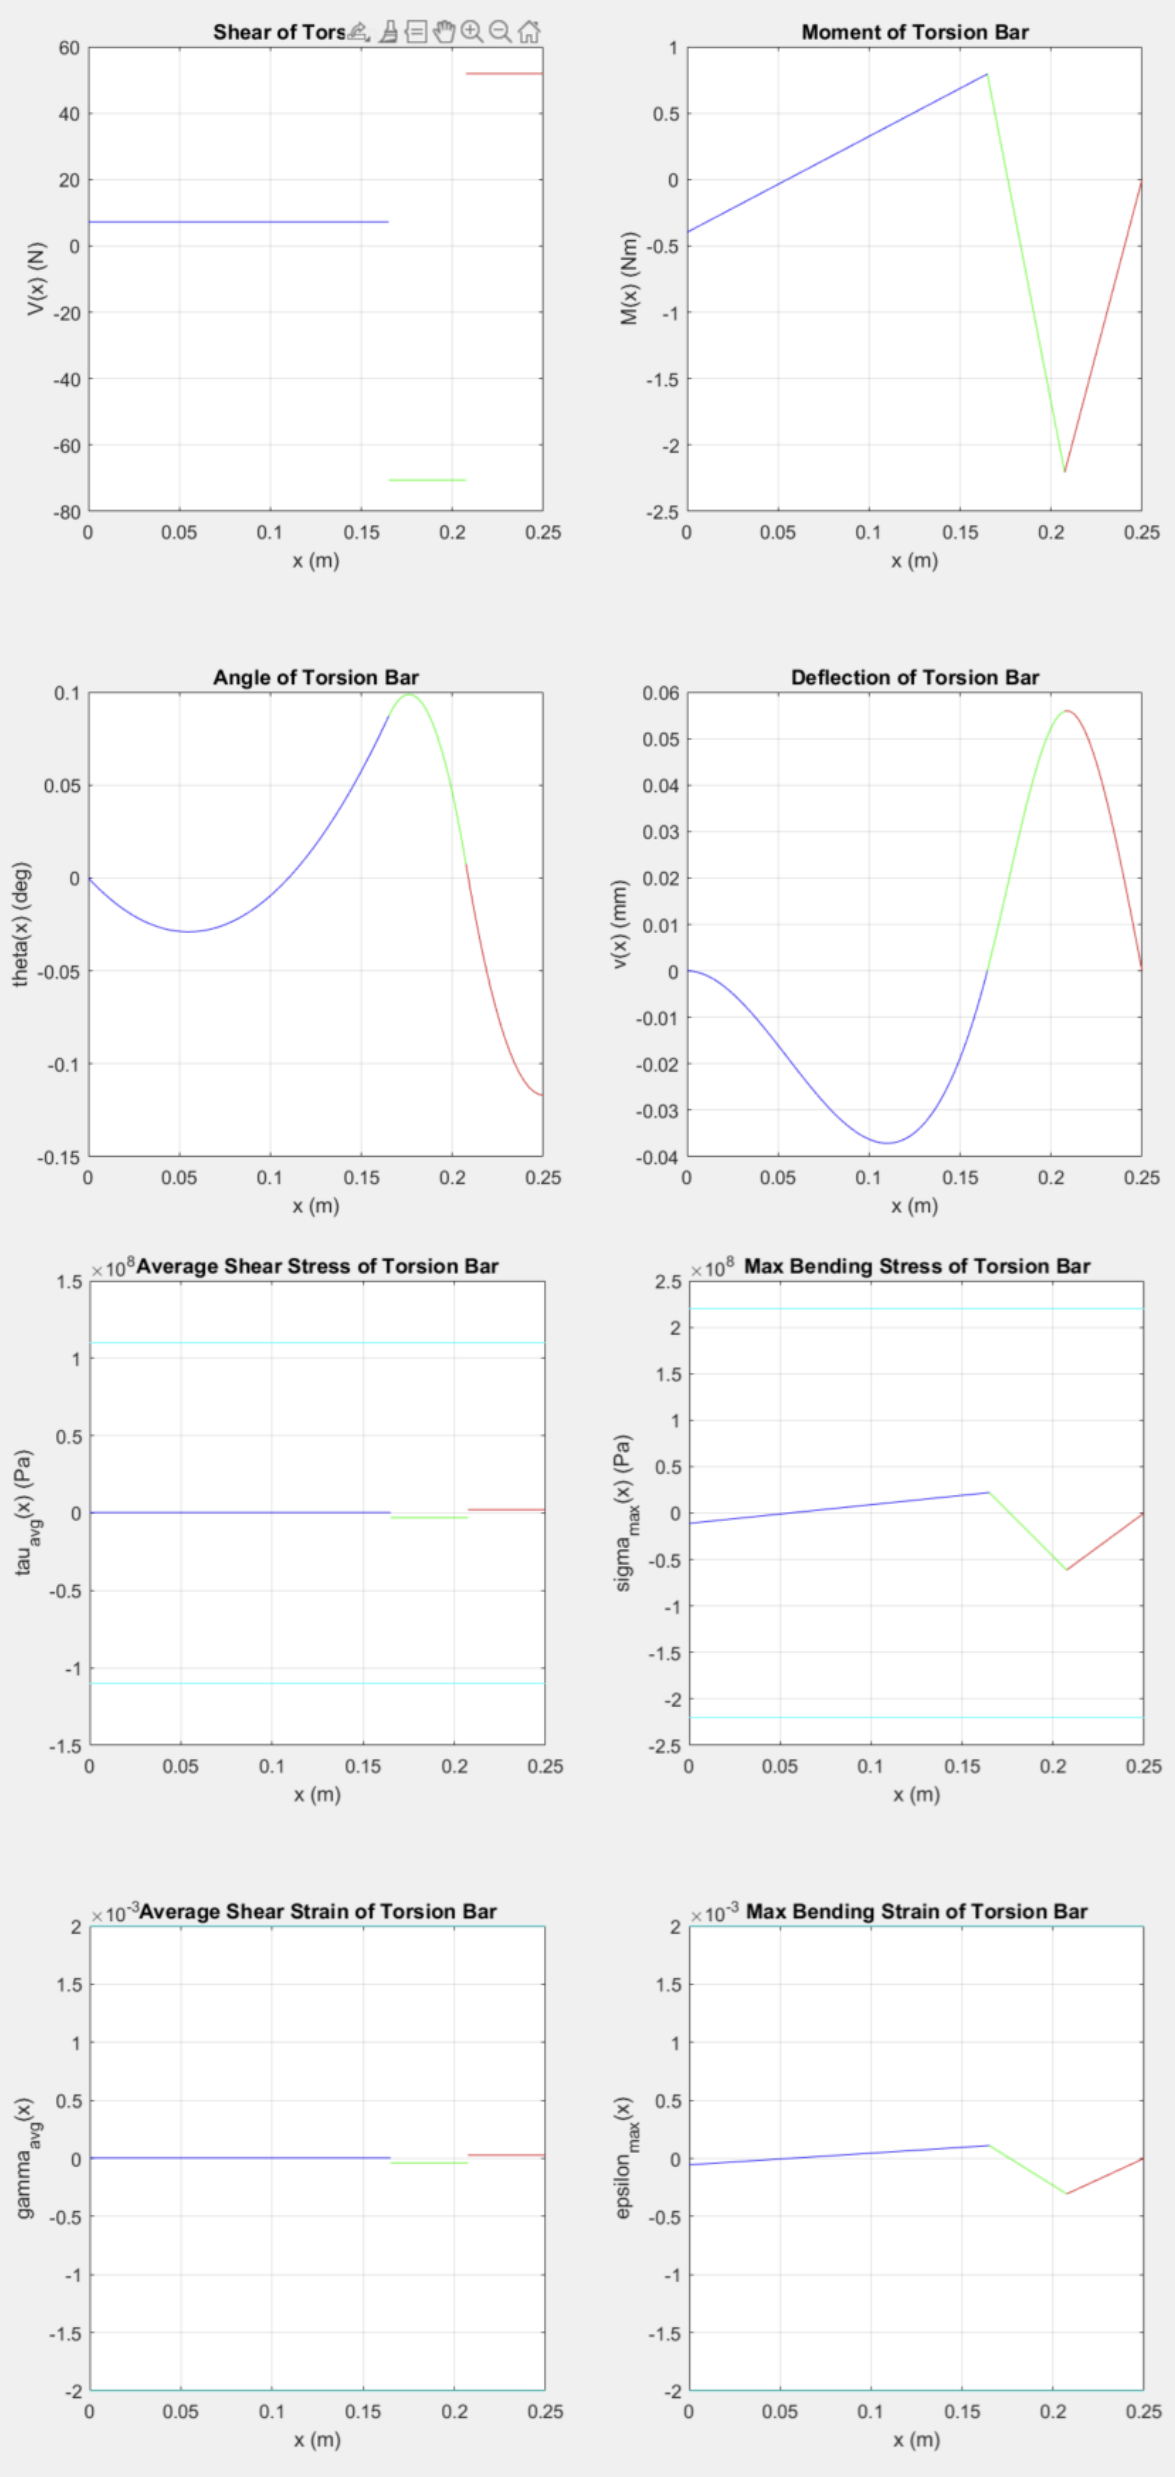 Shear of Tors
60
40
20
0
-20
-40
-60
-80
V(x) (N)
0 0.05 0.1 0.15 0.2 0.25
x (m)
Moment of Torsion Bar
1
0.5
0
-0.5
-1
-1.5
-2
-2.5
M(x) (Nm)
0 0.05 0.1 0.15 0.2 0.25
x (m)
Angle of Torsion Bar
0.1
0.05
0
-0.05
-0.1
-0.15
theta(x) (deg)
0 0.05 0.1 0.15 0.2 0.25
x (m)
Deflection of Torsion Bar
0.06
0.05
0.04
0.03
0.02
0.01
0
-0.01
-0.02
-0.03
-0.04
v(x) (mm)
0 0.05 0.1 0.15 0.2 0.25
x (m)
×10^8 Average Shear Stress of Torsion Bar
1.5
1
0.5
0
-0.5
-1
-1.5
tau_avg(x) (Pa)
0 0.05 0.1 0.15 0.2 0.25
x (m)
×10^8 Max Bending Stress of Torsion Bar
2.5
2
1.5
1
0.5
0
-0.5
-1
-1.5
-2
-2.5
sigma_max(x) (Pa)
0 0.05 0.1 0.15 0.2 0.25
x (m)
×10^-3 Average Shear Strain of Torsion Bar
2
1.5
1
0.5
0
-0.5
-1
-1.5
-2
gamma_avg(x)
0 0.05 0.1 0.15 0.2 0.25
x (m)
×10^-3 Max Bending Strain of Torsion Bar
2
1.5
1
0.5
0
-0.5
-1
-1.5
-2
epsilon_max(x)
0 0.05 0.1 0.15 0.2 0.25
x (m)